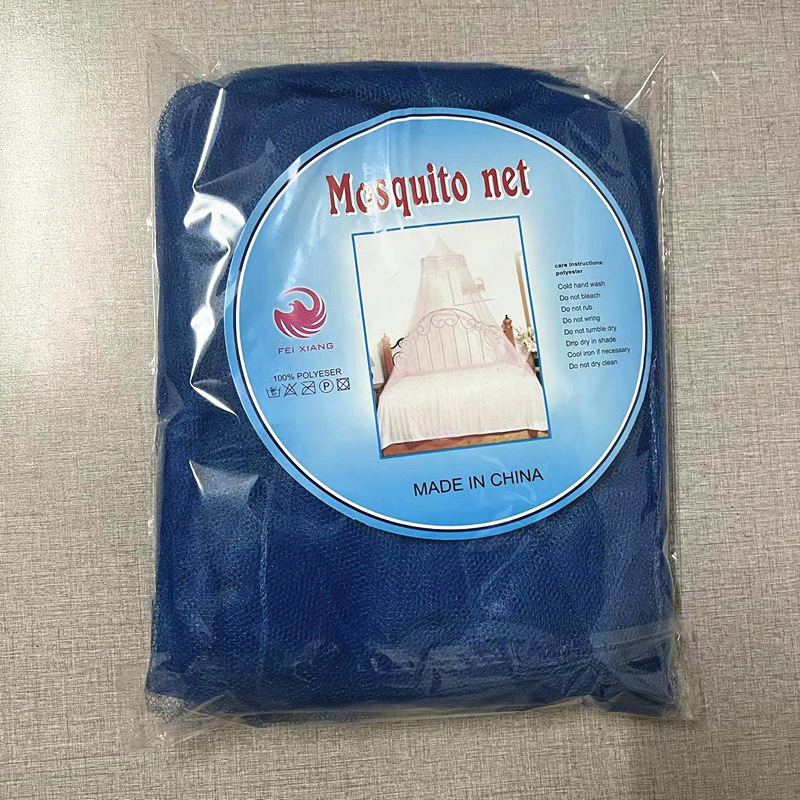 Mosquito net
FEI XIANG
100% POLYESER
P
care instructions:
polyester
Cold hand wash
Do not bleach
Do not rub
Do not wring
Do not tumble dry
Drip dry in shade
Cool iron if necessary
Do not dry clean
MADE IN CHINA